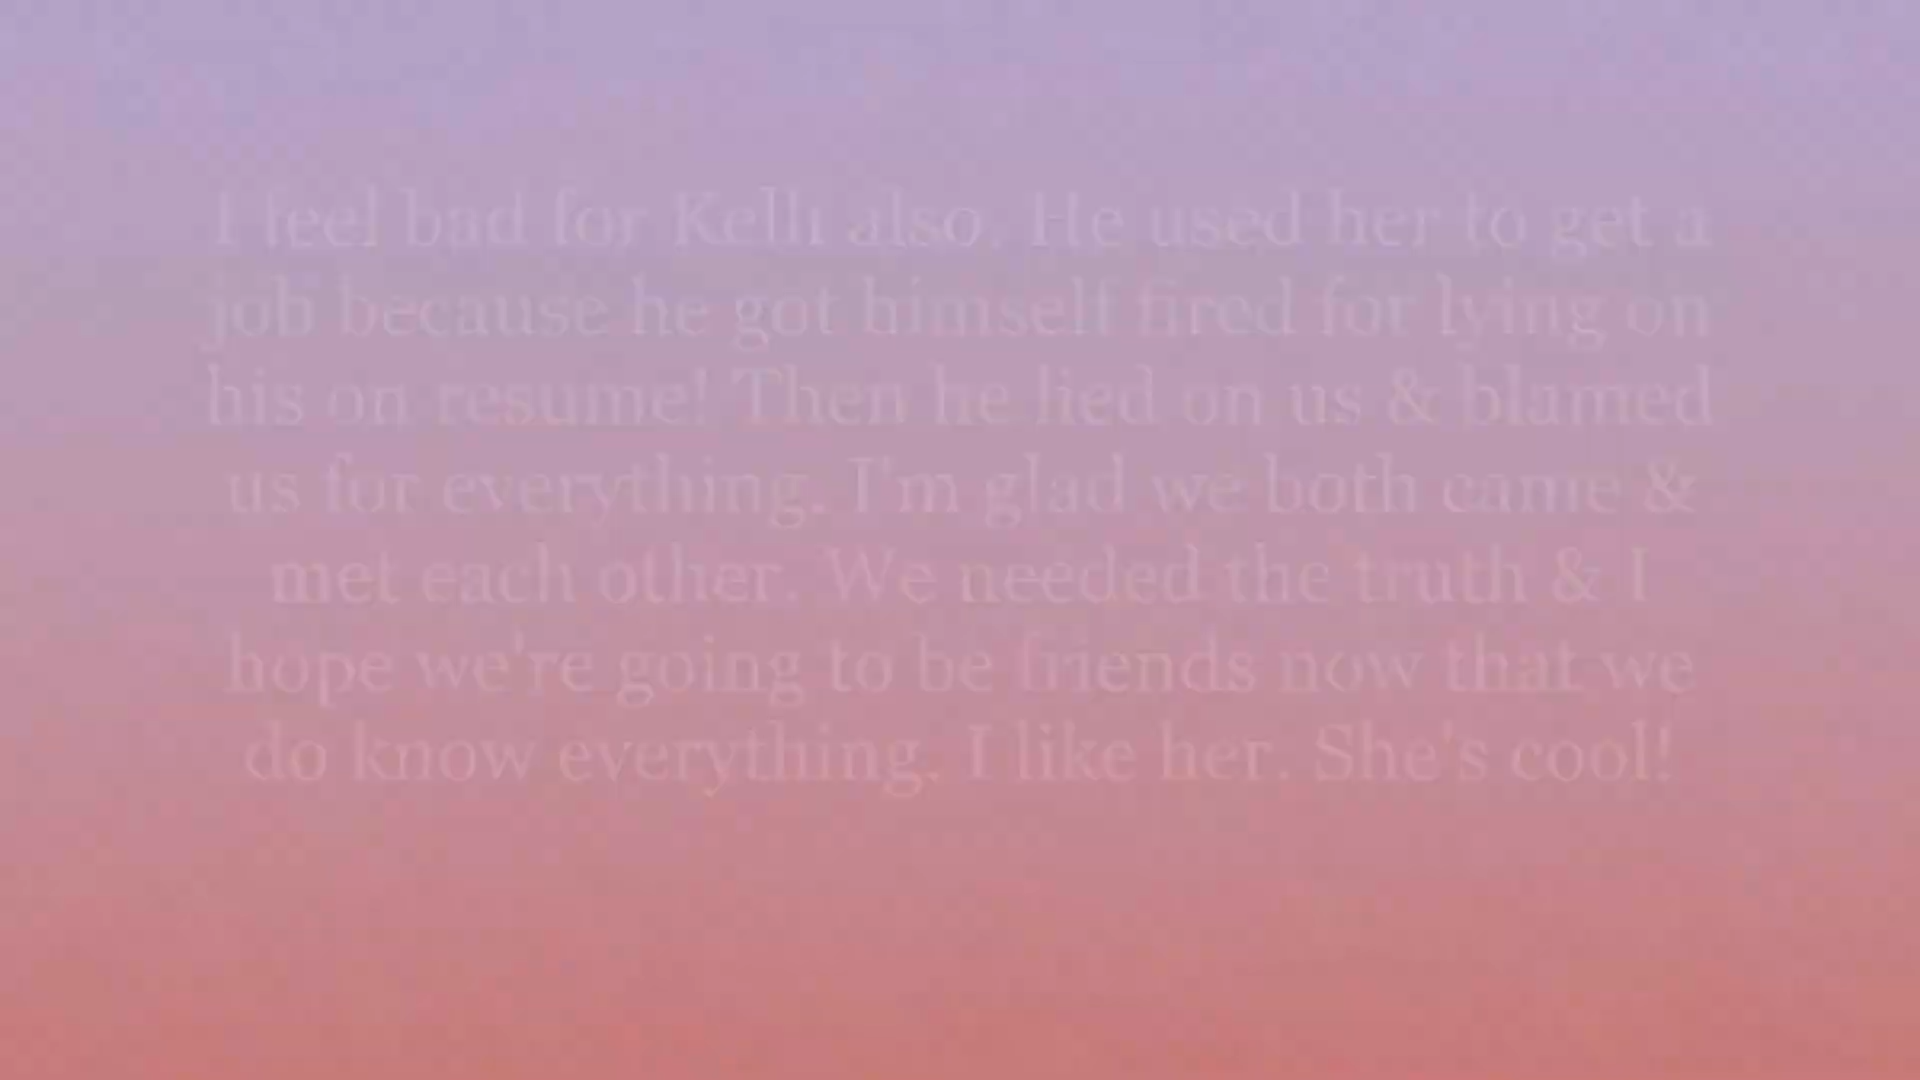 I feel bad for Kelli also. He used her to get a
job because he got himself fired for lying on
his on resume! Then he lied on us & blamed
us for everything. I'm glad we both came &
met each other. We needed the truth & I
hope we're going to be friends now that we
do know everything. I like her. She's cool!